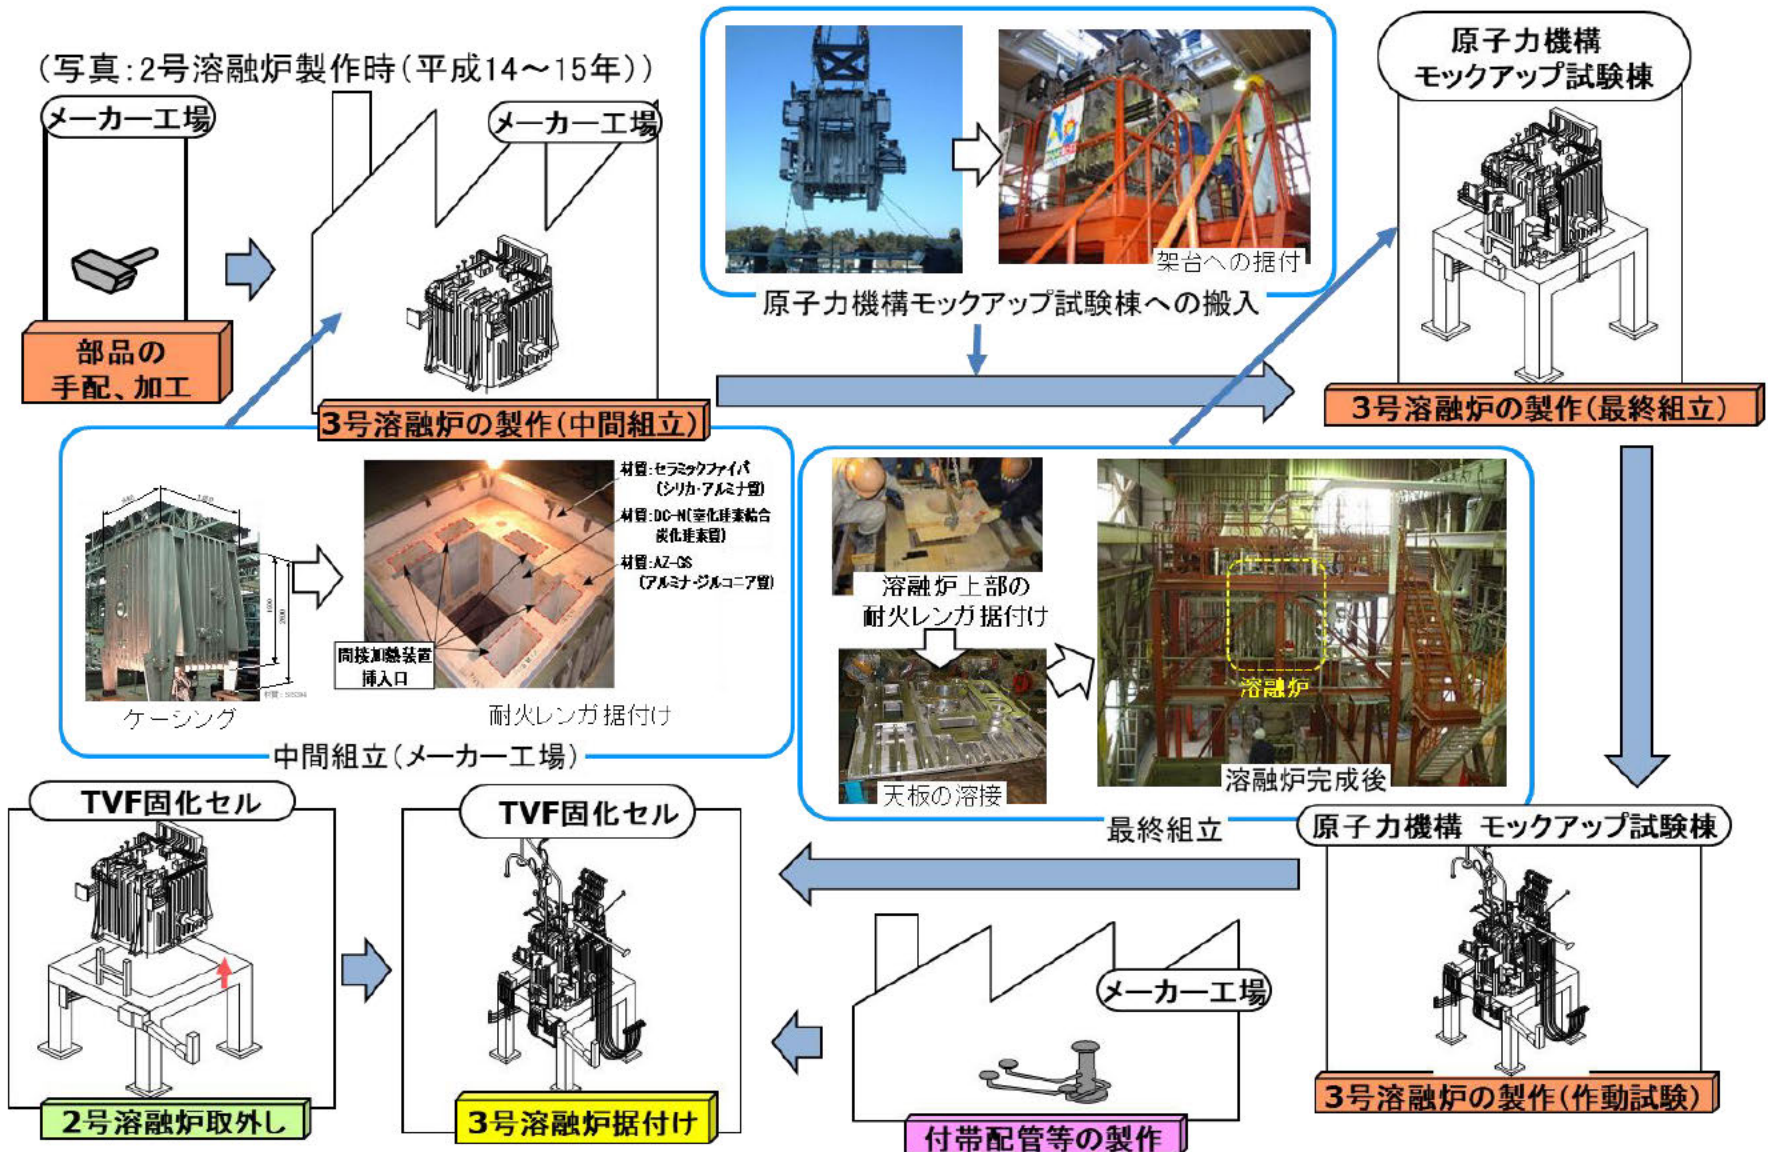 (写真:2号溶融炉製作時(平成14～15年))
メーカー工場
部品の
手配、加工
メーカー工場
3号溶融炉の製作(中間組立)
架台への据付
原子力機構モックアップ試験棟への搬入
原子力機構
モックアップ試験棟
3号溶融炉の製作(最終組立)
ケーシング
材質:セラミックファイバ
(シリカ・アルミナ質)
材質:DC-N(窒化珪素結合
炭化珪素質)
材質:AZ-GS
(アルミナ・ジルコニア質)
間接加熱装置
挿入口
耐火レンガ据付け
中間組立(メーカー工場)
溶融炉上部の
耐火レンガ据付け
天板の溶接
溶融炉
溶融炉完成後
最終組立
原子力機構 モックアップ試験棟
3号溶融炉の製作(作動試験)
TVF固化セル
2号溶融炉取外し
TVF固化セル
3号溶融炉据付け
メーカー工場
付帯配管等の製作